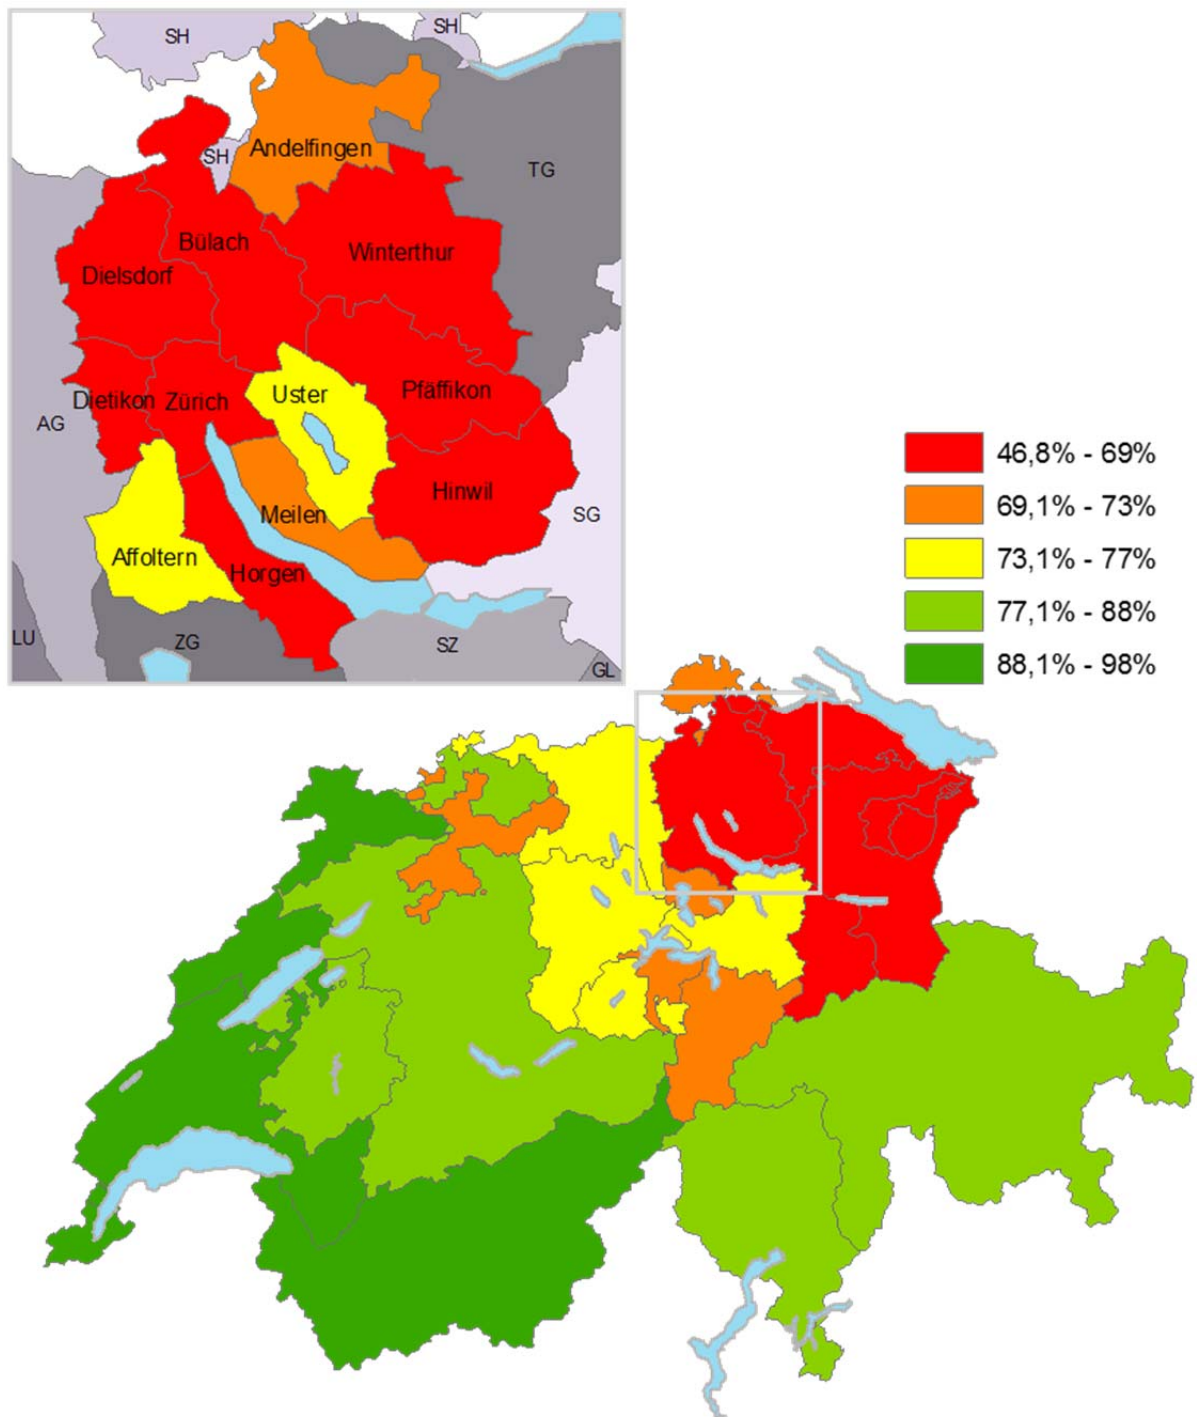 SH
SH
Andelfingen
SH
TG
Bülach
Winterthur
Dielsdorf
Pfäffikon
Uster
Dietikon
Zürich
AG
Hinwil
SG
Meilen
Affoltern
Horgen
LU
ZG
SZ
GL
46,8% - 69%
69,1% - 73%
73,1% - 77%
77,1% - 88%
88,1% - 98%